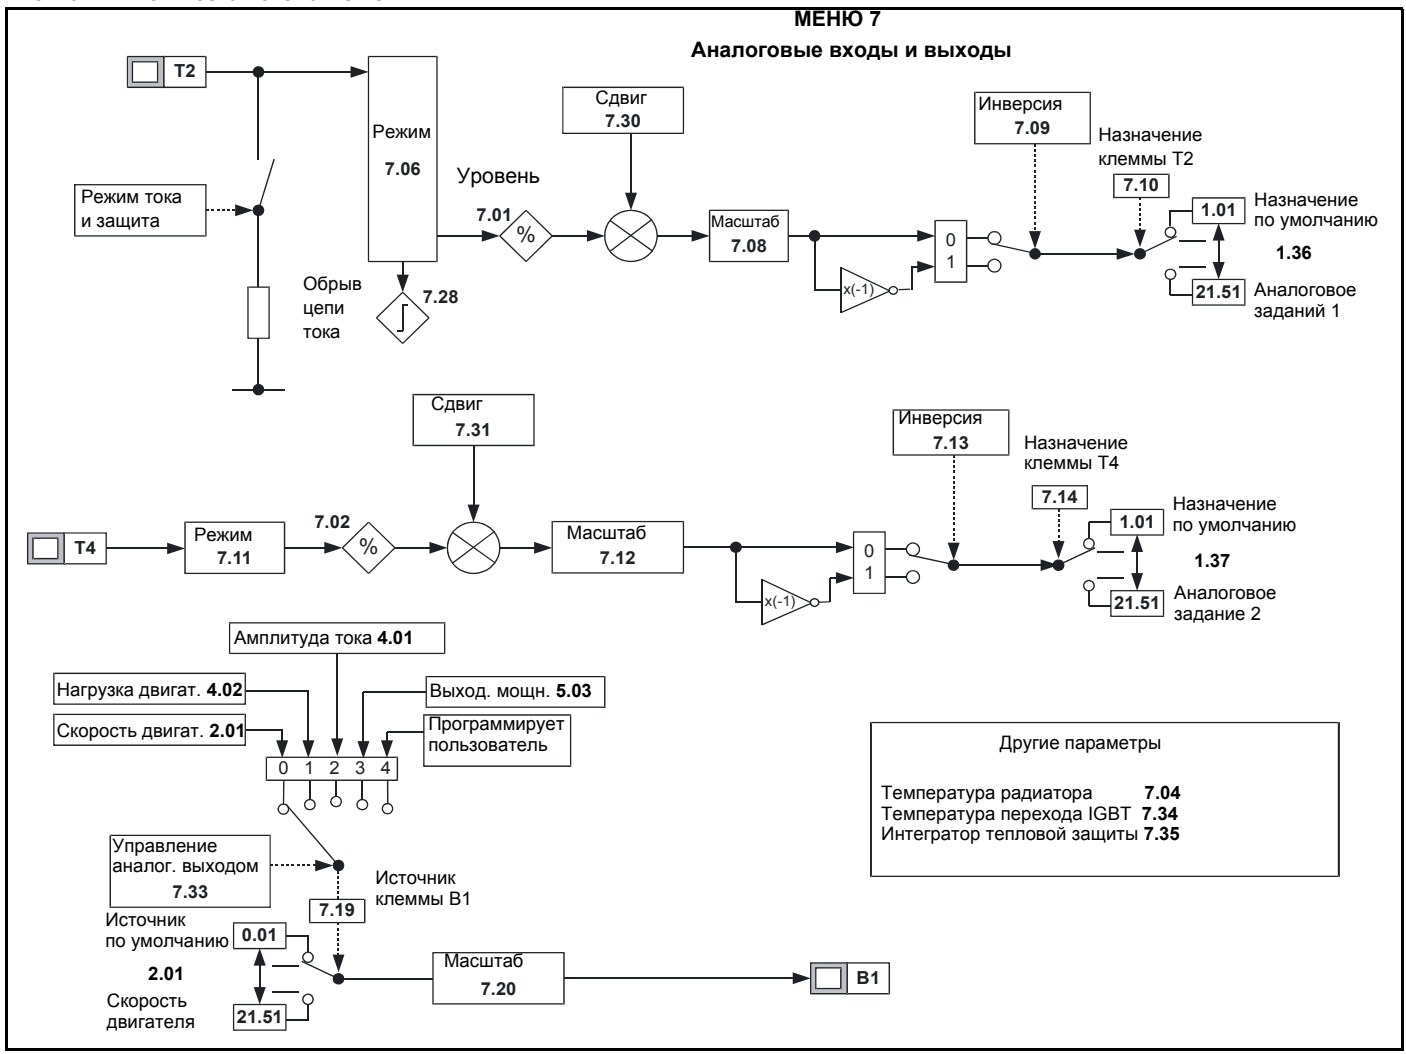 МЕНЮ 7
Аналоговые входы и выходы
T2
Режим
7.06
Режим тока
и защита
Обрыв
цепи
тока
7.28
Уровень
7.01
%
Сдвиг
7.30
Масштаб
7.08
x(-1)
0
1
Инверсия
7.09
Назначение
клеммы T2
7.10
1.01
21.51
Назначение
по умолчанию
1.36
Аналоговое
заданий 1
T4
Режим
7.11
7.02
%
Сдвиг
7.31
Масштаб
7.12
x(-1)
0
1
Инверсия
7.13
Назначение
клеммы T4
7.14
1.01
21.51
Назначение
по умолчанию
1.37
Аналоговое
задание 2
Амплитуда тока 4.01
Нагрузка двигат. 4.02
Скорость двигат. 2.01
Выход. мощн. 5.03
Программирует
пользователь
0 1 2 3 4
Управление
аналог. выходом
7.33
Источник
клеммы B1
7.19
Источник
по умолчанию
2.01
Скорость
двигателя
0.01
21.51
Масштаб
7.20
B1
Другие параметры
Температура радиатора 7.04
Температура перехода IGBT 7.34
Интегратор тепловой защиты 7.35